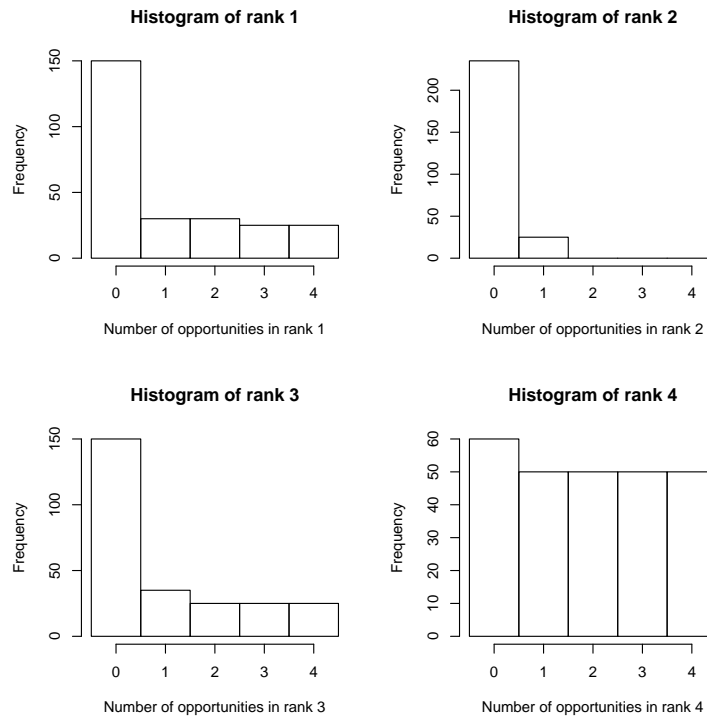 Histogram of rank 1
Frequency
150
100
50
0
0 1 2 3 4
Number of opportunities in rank 1
Histogram of rank 2
Frequency
200
150
100
50
0
0 1 2 3 4
Number of opportunities in rank 2
Histogram of rank 3
Frequency
150
100
50
0
0 1 2 3 4
Number of opportunities in rank 3
Histogram of rank 4
Frequency
60
50
40
30
20
10
0
0 1 2 3 4
Number of opportunities in rank 4